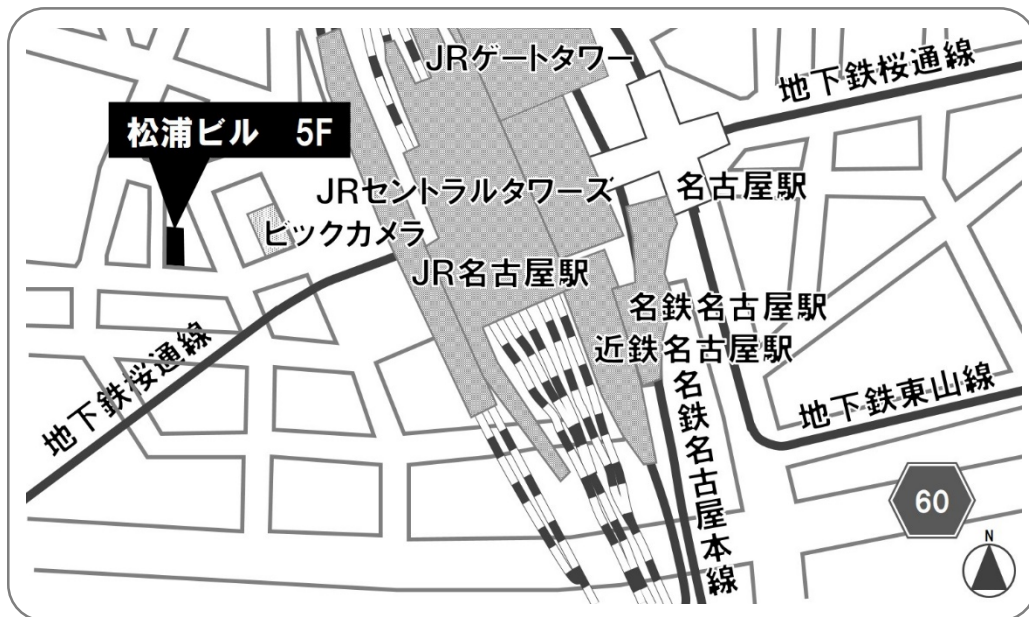 JRゲートタワー
地下鉄桜通線
松浦ビル 5F
JRセントラルタワーズ
名古屋駅
ビックカメラ
JR名古屋駅
名鉄名古屋駅
近鉄名古屋駅
地下鉄桜通線
名鉄名古屋本線
地下鉄東山線
60
N